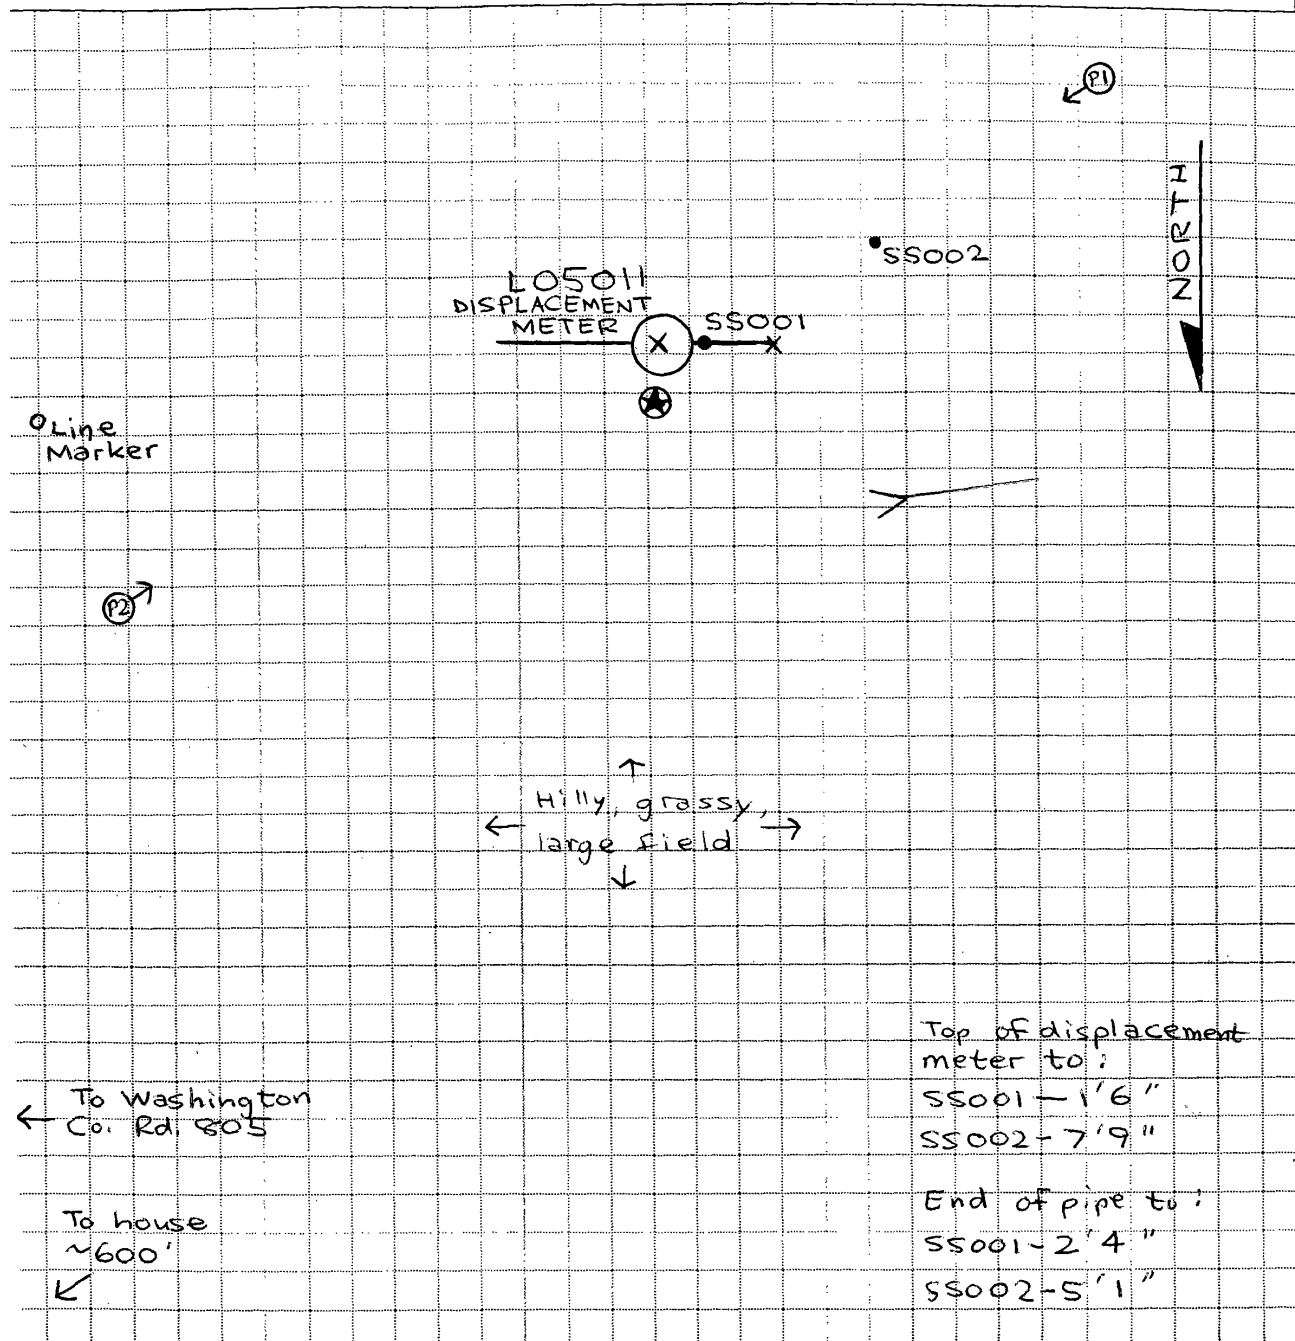 P1
NORTH
SS002
L05011
DISPLACEMENT
METER
SS001
Line
Marker
P2
Hilly, grassy,
large field
Top of displacement
meter to:
SS001 - 1'6"
SS002 - 7'9"
To Washington
Co. Rd. 805
End of pipe to:
SS001 - 2'4"
SS002 - 5'1"
To house
~600'